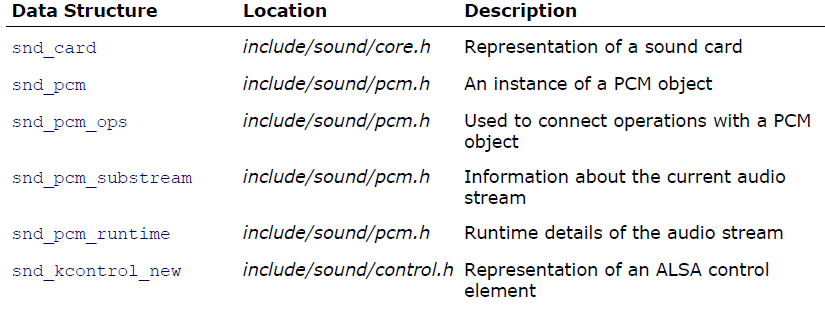 Data Structure Location Description
snd_card include/sound/core.h Representation of a sound card
snd_pcm include/sound/pcm.h An instance of a PCM object
snd_pcm_ops include/sound/pcm.h Used to connect operations with a PCM
object
snd_pcm_substream include/sound/pcm.h Information about the current audio
stream
snd_pcm_runtime include/sound/pcm.h Runtime details of the audio stream
snd_kcontrol_new include/sound/control.h Representation of an ALSA control
element